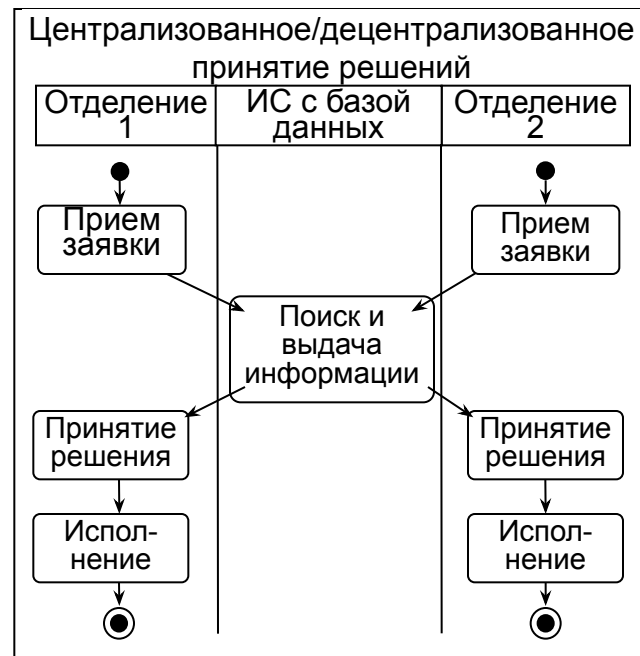 Централизованное/децентрализованное
принятие решений
Отделение
1
ИС с базой
данных
Отделение
2
Прием
заявки
Прием
заявки
Поиск и
выдача
информации
Принятие
решения
Принятие
решения
Испол-
нение
Испол-
нение